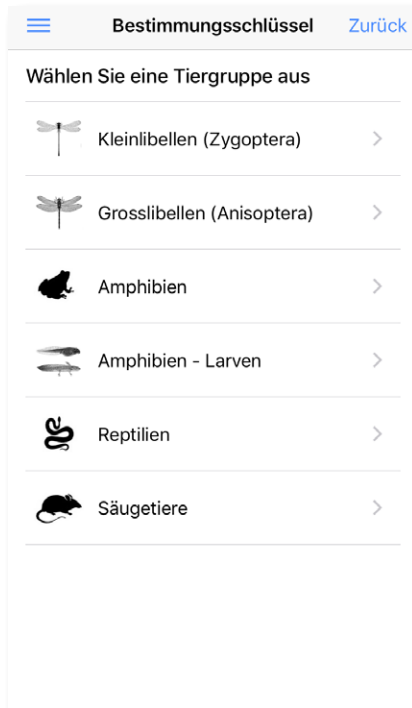 Bestimmungsschlüssel Zurück
Wählen Sie eine Tiergruppe aus
Kleinlibellen (Zygoptera)
Grosslibellen (Anisoptera)
Amphibien
Amphibien - Larven
Reptilien
Säugetiere